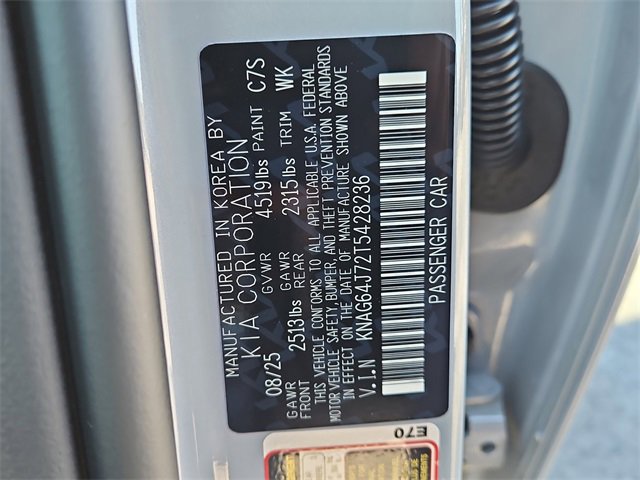 MANUFACTURED IN KOREA BY
KIA CORPORATION
08/25 GVWR 4519lbs PAINT C7S
GAWR FRONT 2513lbs GAWR REAR 2315lbs TRIM WK
THIS VEHICLE CONFORMS TO ALL APPLICABLE U.S.A. FEDERAL
MOTOR VEHICLE SAFETY, BUMPER, AND THEFT PREVENTION STANDARDS
IN EFFECT ON THE DATE OF MANUFACTURE SHOWN ABOVE
V.I.N KNAG64J72T5428236
PASSENGER CAR
E70